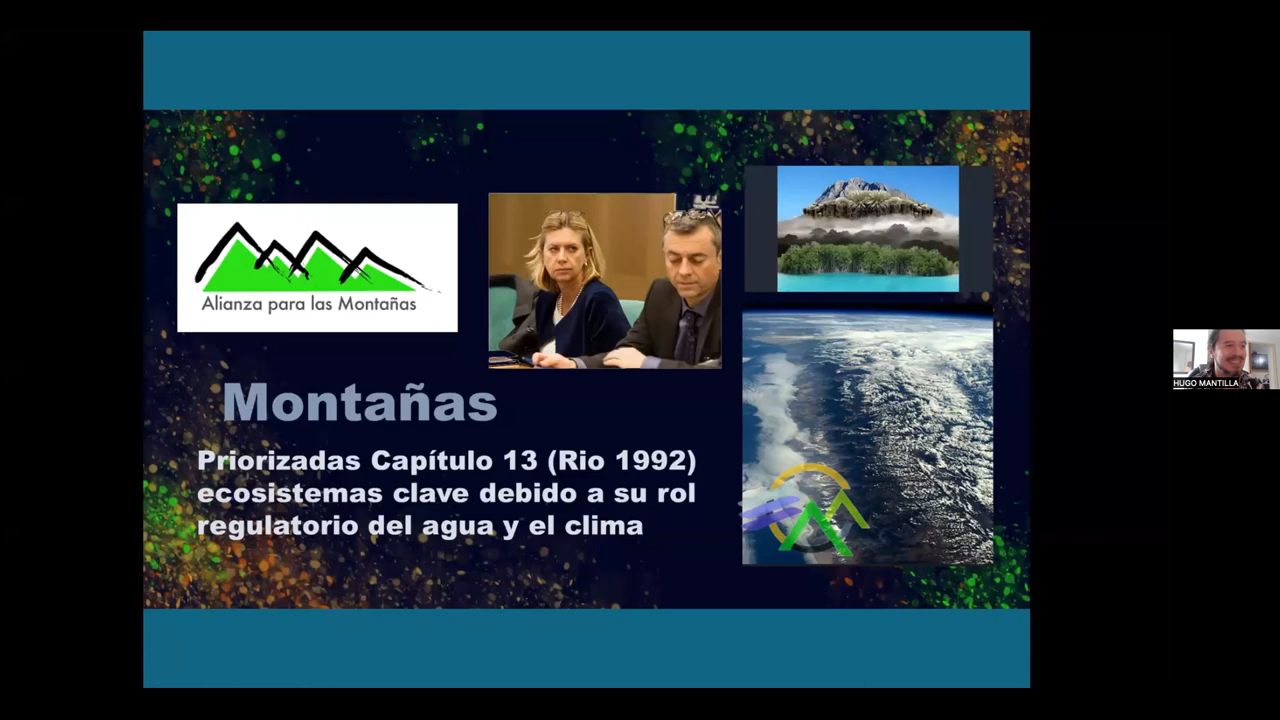 Alianza para las Montañas
Montañas
Priorizadas Capítulo 13 (Rio 1992)
ecosistemas clave debido a su rol
regulatorio del agua y el clima
HUGO MANTILLA